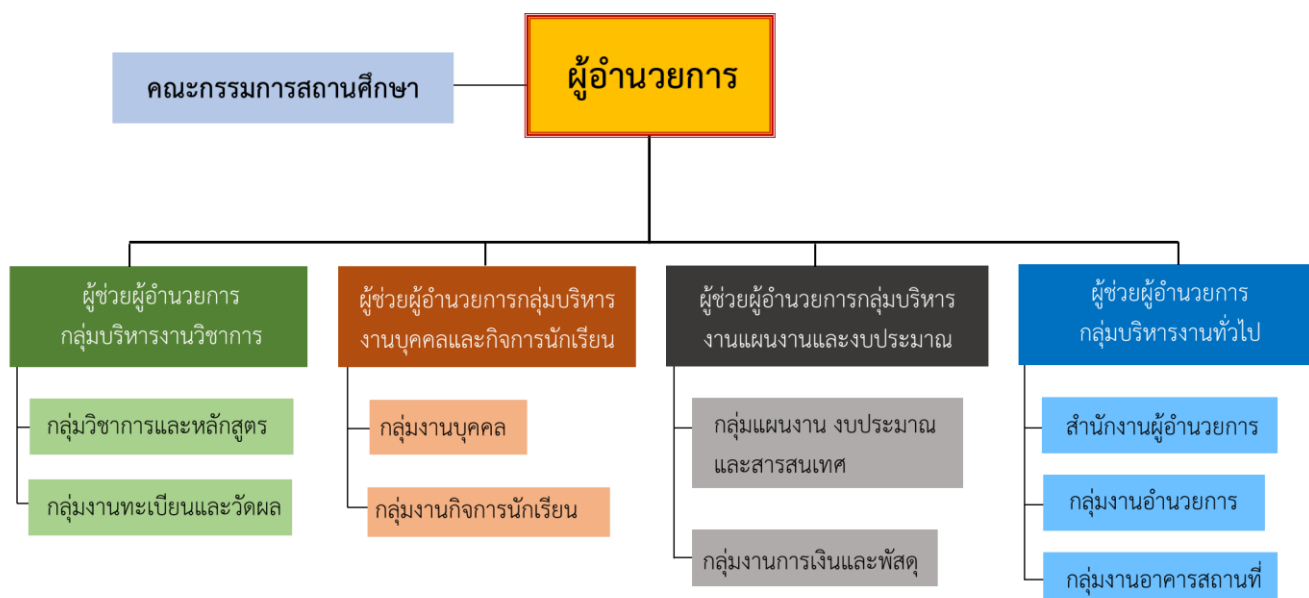 ผู้อำนวยการ
คณะกรรมการสถานศึกษา
ผู้ช่วยผู้อำนวยการ
กลุ่มบริหารงานวิชาการ
กลุ่มวิชาการและหลักสูตร
กลุ่มงานทะเบียนและวัดผล
ผู้ช่วยผู้อำนวยการกลุ่มบริหาร
งานบุคคลและกิจการนักเรียน
กลุ่มงานบุคคล
กลุ่มงานกิจการนักเรียน
ผู้ช่วยผู้อำนวยการกลุ่มบริหาร
งานแผนงานและงบประมาณ
กลุ่มแผนงาน งบประมาณ
และสารสนเทศ
กลุ่มงานการเงินและพัสดุ
ผู้ช่วยผู้อำนวยการ
กลุ่มบริหารงานทั่วไป
สำนักงานผู้อำนวยการ
กลุ่มงานอำนวยการ
กลุ่มงานอาคารสถานที่